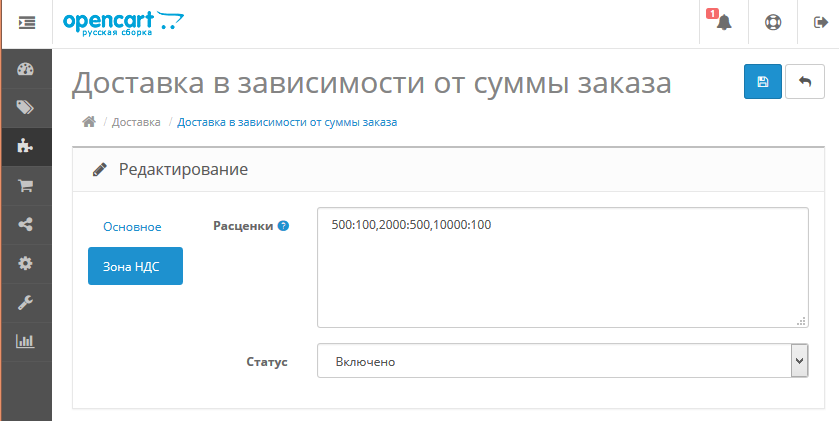 opencart
русская сборка
1
Доставка в зависимости от суммы заказа
/ Доставка / Доставка в зависимости от суммы заказа
Редактирование
Основное
Зона НДС
Расценки ?
500:100,2000:500,10000:100
Статус
Включено